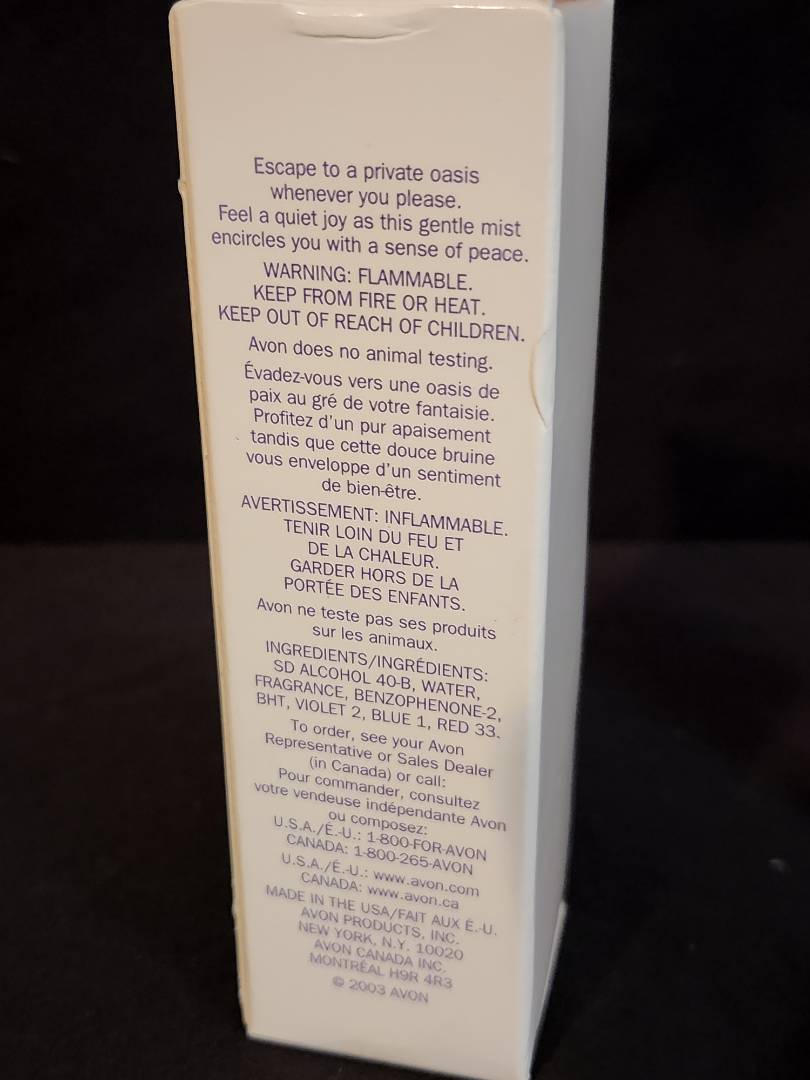 Escape to a private oasis
whenever you please.
Feel a quiet joy as this gentle mist
encircles you with a sense of peace.
WARNING: FLAMMABLE.
KEEP FROM FIRE OR HEAT.
KEEP OUT OF REACH OF CHILDREN.
Avon does no animal testing.
Évadez-vous vers une oasis de
paix au gré de votre fantaisie.
Profitez d'un pur apaisement
tandis que cette douce bruine
vous enveloppe d'un sentiment
de bien-être.
AVERTISSEMENT: INFLAMMABLE.
TENIR LOIN DU FEU ET
DE LA CHALEUR.
GARDER HORS DE LA
PORTÉE DES ENFANTS.
Avon ne teste pas ses produits
sur les animaux.
INGREDIENTS/INGRÉDIENTS:
SD ALCOHOL 40-B, WATER,
FRAGRANCE, BENZOPHENONE-2,
BHT, VIOLET 2, BLUE 1, RED 33.
To order, see your Avon
Representative or Sales Dealer
(in Canada) or call:
Pour commander, consultez
votre vendeuse indépendante Avon
ou composez:
U.S.A./É.-U.: 1-800-FOR-AVON
CANADA: 1-800-265-AVON
U.S.A./É.-U.: www.avon.com
CANADA: www.avon.ca
MADE IN THE USA/FAIT AUX É.-U.
AVON PRODUCTS, INC.
NEW YORK, N.Y. 10020
AVON CANADA INC.
MONTRÉAL H9R 4R3
© 2003 AVON